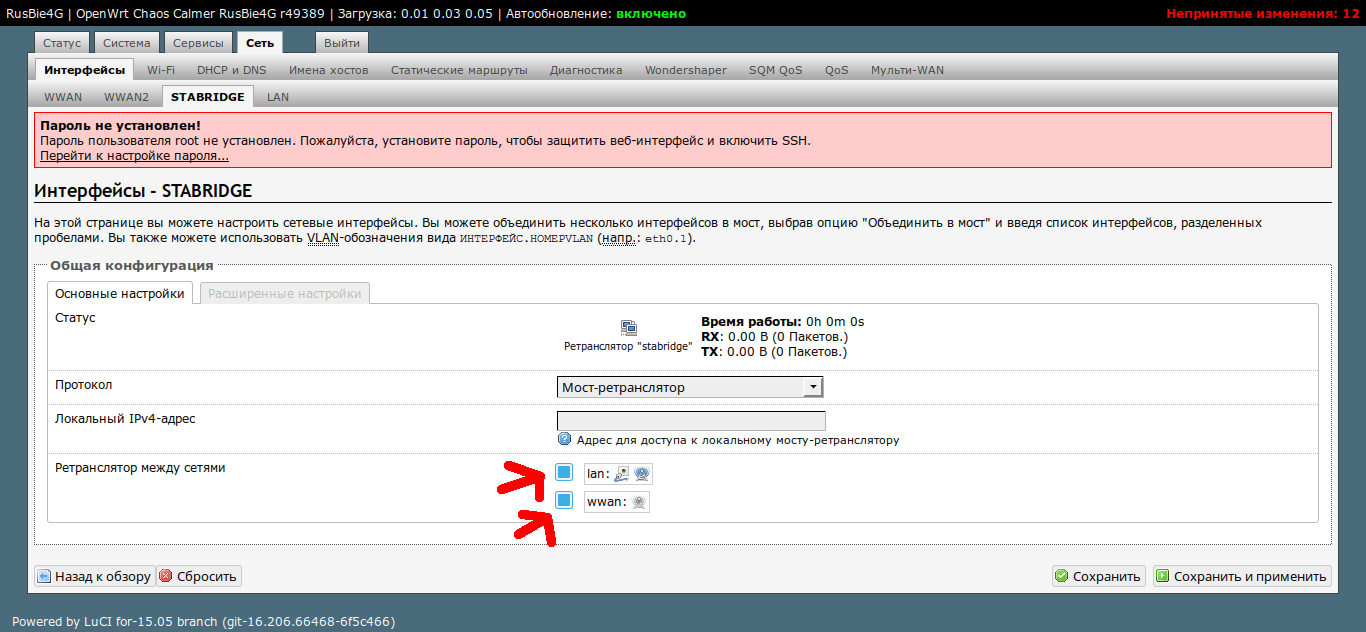 RusBie4G | OpenWrt Chaos Calmer RusBie4G r49389 | Загрузка: 0.01 0.03 0.05 | Автообновление: включено Непринятые изменения: 12
Статус Система Сервисы Сеть Выйти
Интерфейсы Wi-Fi DHCP и DNS Имена хостов Статические маршруты Диагностика Wondershaper SQM QoS QoS Мульти-WAN
WWAN WWAN2 STABRIDGE LAN
Пароль не установлен!
Пароль пользователя root не установлен. Пожалуйста, установите пароль, чтобы защитить веб-интерфейс и включить SSH.
Перейти к настройке пароля...
Интерфейсы - STABRIDGE
На этой странице вы можете настроить сетевые интерфейсы. Вы можете объединить несколько интерфейсов в мост, выбрав опцию "Объединить в мост" и введя список интерфейсов, разделенных
пробелами. Вы также можете использовать VLAN-обозначения вида ИНТЕРФЕЙС.НОМЕРVLAN (напр.: eth0.1).
Общая конфигурация
Основные настройки Расширенные настройки
Статус
Ретранслятор "stabridge"
Время работы: 0h 0m 0s
RX: 0.00 B (0 Пакетов.)
TX: 0.00 B (0 Пакетов.)
Протокол Мост-ретранслятор
Локальный IPv4-адрес
Адрес для доступа к локальному мосту-ретранслятору
Ретранслятор между сетями lan:
wwan:
Назад к обзору Сбросить Сохранить Сохранить и применить
Powered by LuCI for-15.05 branch (git-16.206.66468-6f5c466)